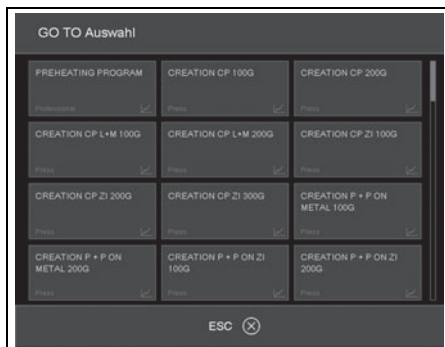 GO TO Auswahl
PREHEATING PROGRAM
Professional
CREATION CP 100G
Press
CREATION CP 200G
Press
CREATION CP L+M 100G
Press
CREATION CP L+M 200G
Press
CREATION CP ZI 100G
Press
CREATION CP ZI 200G
Press
CREATION CP ZI 300G
Press
CREATION P + P ON
METAL 100G
Press
CREATION P + P ON
METAL 200G
Press
CREATION P + P ON ZI
100G
Press
CREATION P + P ON ZI
200G
Press
ESC